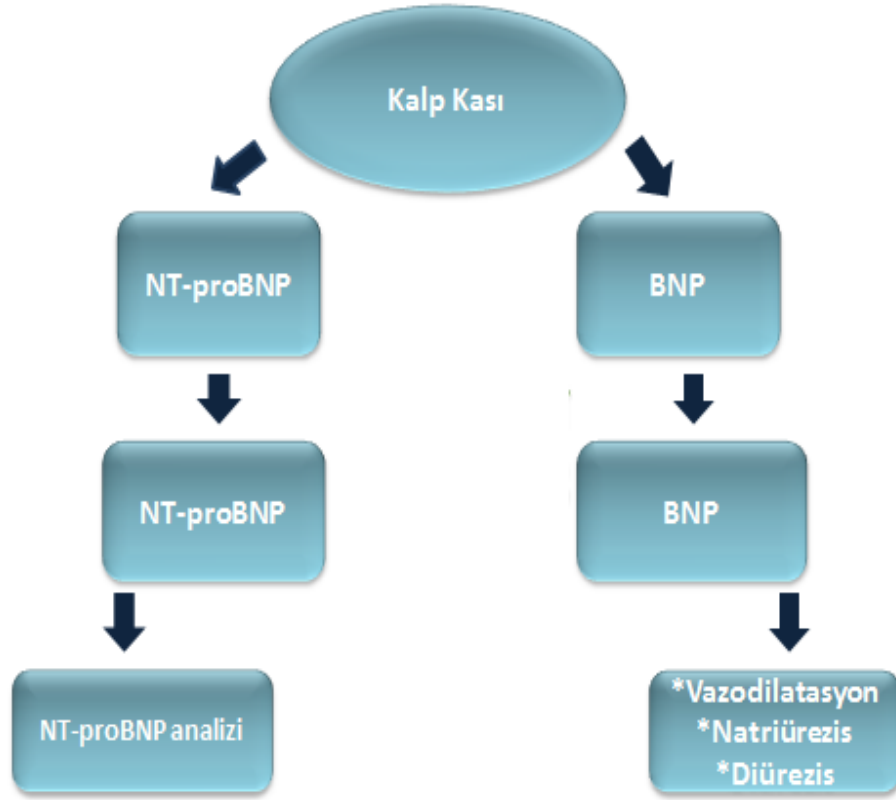 Kalp Kası
NT-proBNP
BNP
NT-proBNP
BNP
NT-proBNP analizi
*Vazodilatasyon
*Natriürezis
*Diürezis